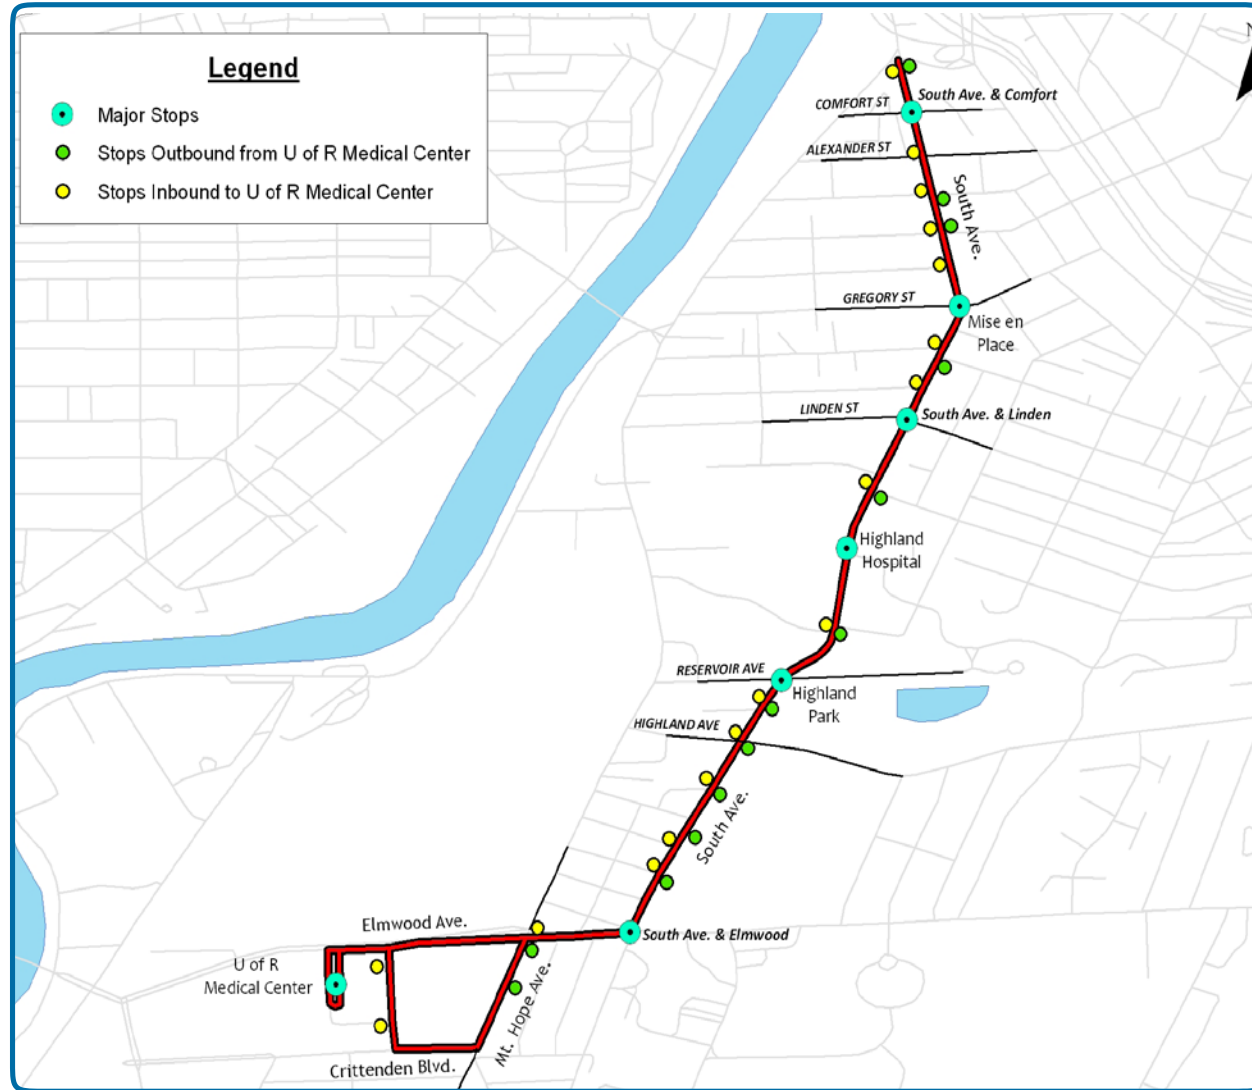 Legend
Major Stops
Stops Outbound from U of R Medical Center
Stops Inbound to U of R Medical Center
N
South Ave. & Comfort
COMFORT ST
ALEXANDER ST
South Ave.
GREGORY ST
Mise en
Place
LINDEN ST
South Ave. & Linden
Highland
Hospital
RESERVOIR AVE
Highland
Park
HIGHLAND AVE
South Ave.
Elmwood Ave.
South Ave. & Elmwood
U of R
Medical Center
Mt. Hope Ave.
Crittenden Blvd.